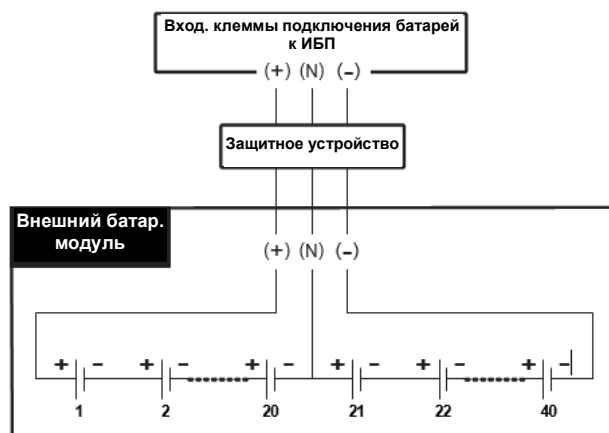 Вход. клеммы подключения батарей
к ИБП
(+) (N) (-)
Защитное устройство
Внешний батар.
модуль
(+) (N) (-)
+ - + - + - + - + - + -
1 2 20 21 22 40